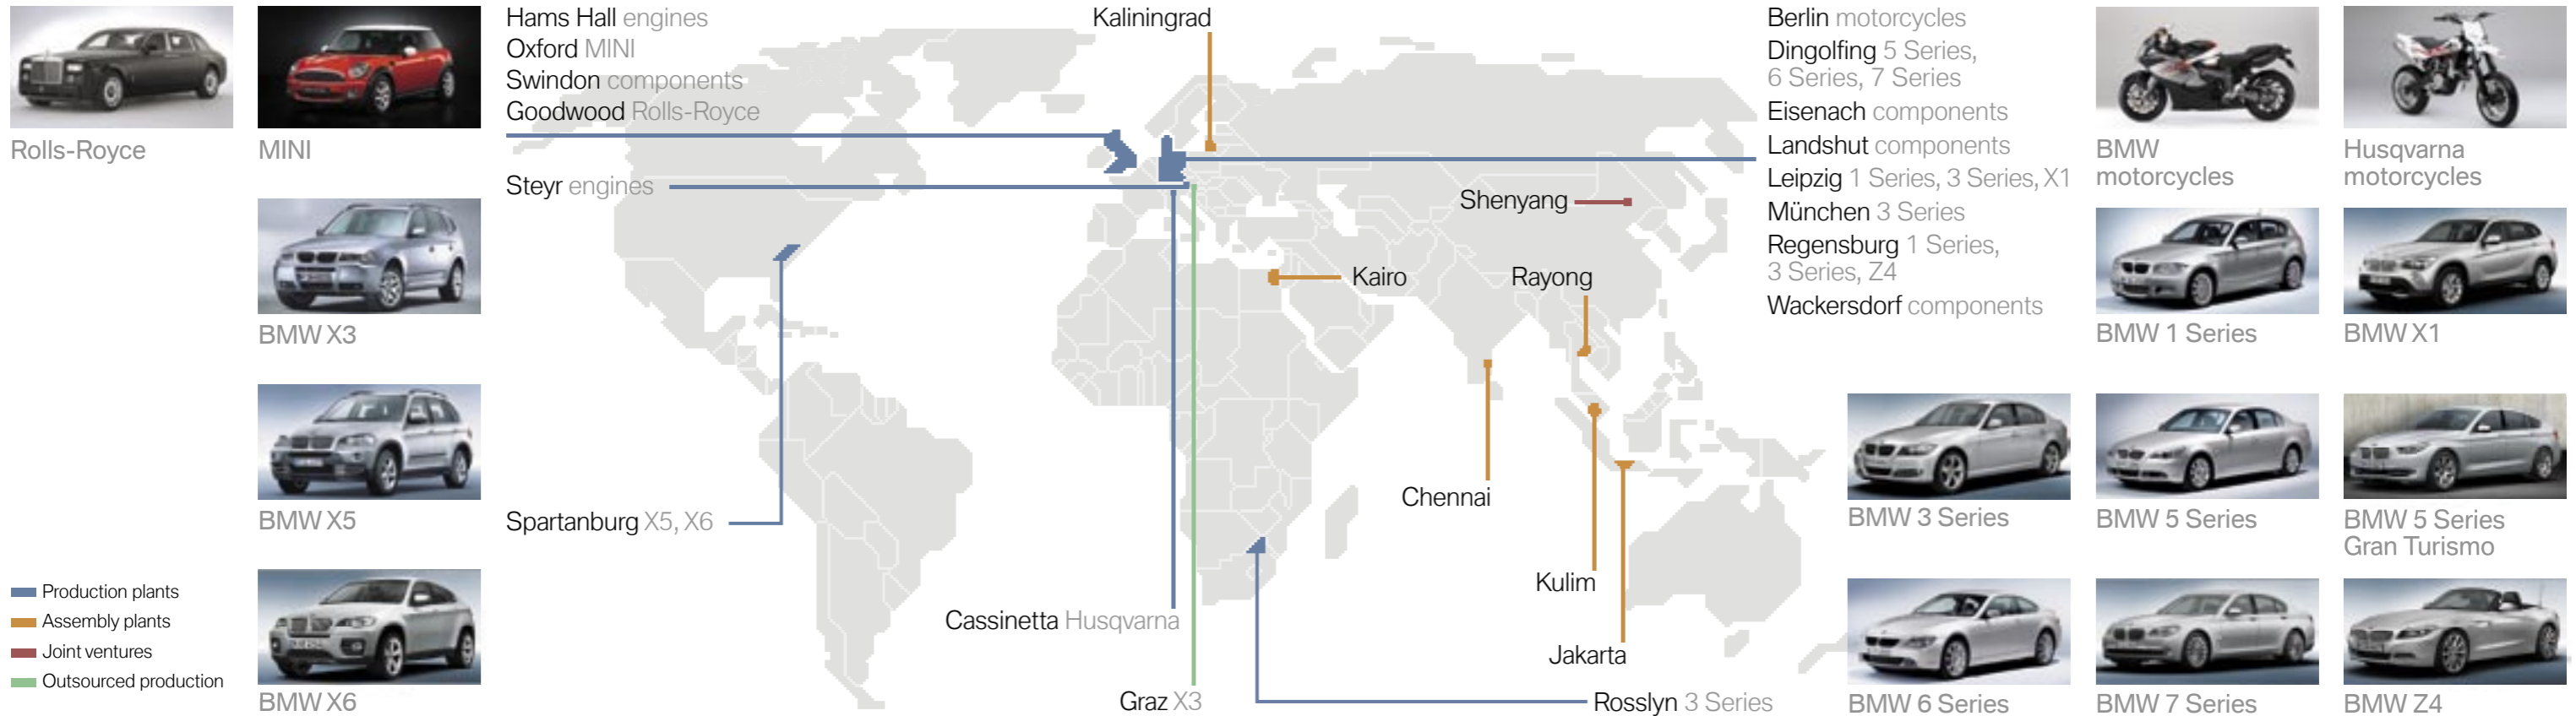 Rolls-Royce
MINI
BMW X3
BMW X5
BMW X6
Production plants
Assembly plants
Joint ventures
Outsourced production
Hams Hall engines
Oxford MINI
Swindon components
Goodwood Rolls-Royce
Steyr engines
Spartanburg X5, X6
Cassinetta Husqvarna
Graz X3
Kaliningrad
Kairo
Shenyang
Rayong
Chennai
Kulim
Jakarta
Rosslyn 3 Series
Berlin motorcycles
Dingolfing 5 Series,
6 Series, 7 Series
Eisenach components
Landshut components
Leipzig 1 Series, 3 Series, X1
München 3 Series
Regensburg 1 Series,
3 Series, Z4
Wackersdorf components
BMW
motorcycles
Husqvarna
motorcycles
BMW 1 Series
BMW X1
BMW 3 Series
BMW 5 Series
BMW 5 Series
Gran Turismo
BMW 6 Series
BMW 7 Series
BMW Z4